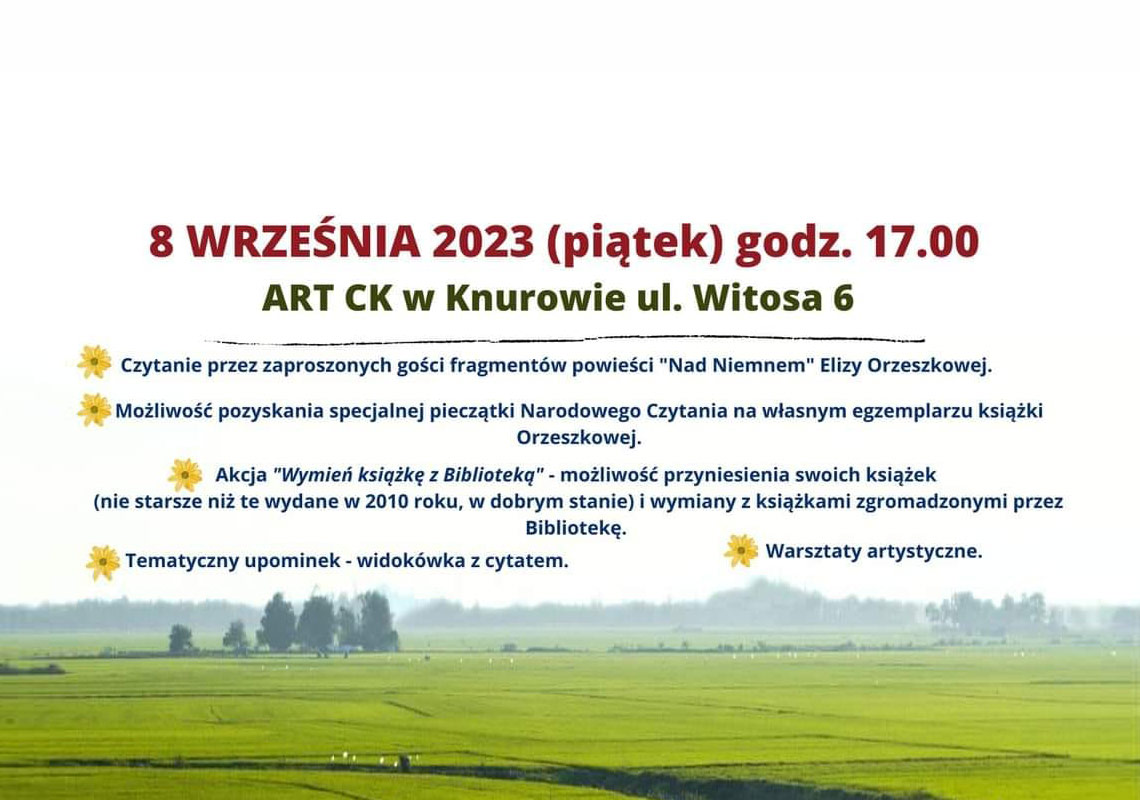 8 WRZEŚNIA 2023 (piątek) godz. 17.00
ART CK w Knurowie ul. Witosa 6
Czytanie przez zaproszonych gości fragmentów powieści "Nad Niemnem" Elizy Orzeszkowej.
Możliwość pozyskania specjalnej pieczątki Narodowego Czytania na własnym egzemplarzu książki
Orzeszkowej.
Akcja "Wymień książkę z Biblioteką" - możliwość przyniesienia swoich książek
(nie starsze niż te wydane w 2010 roku, w dobrym stanie) i wymiany z książkami zgromadzonymi przez
Bibliotekę.
Tematyczny upominek - widokówka z cytatem.
Warsztaty artystyczne.